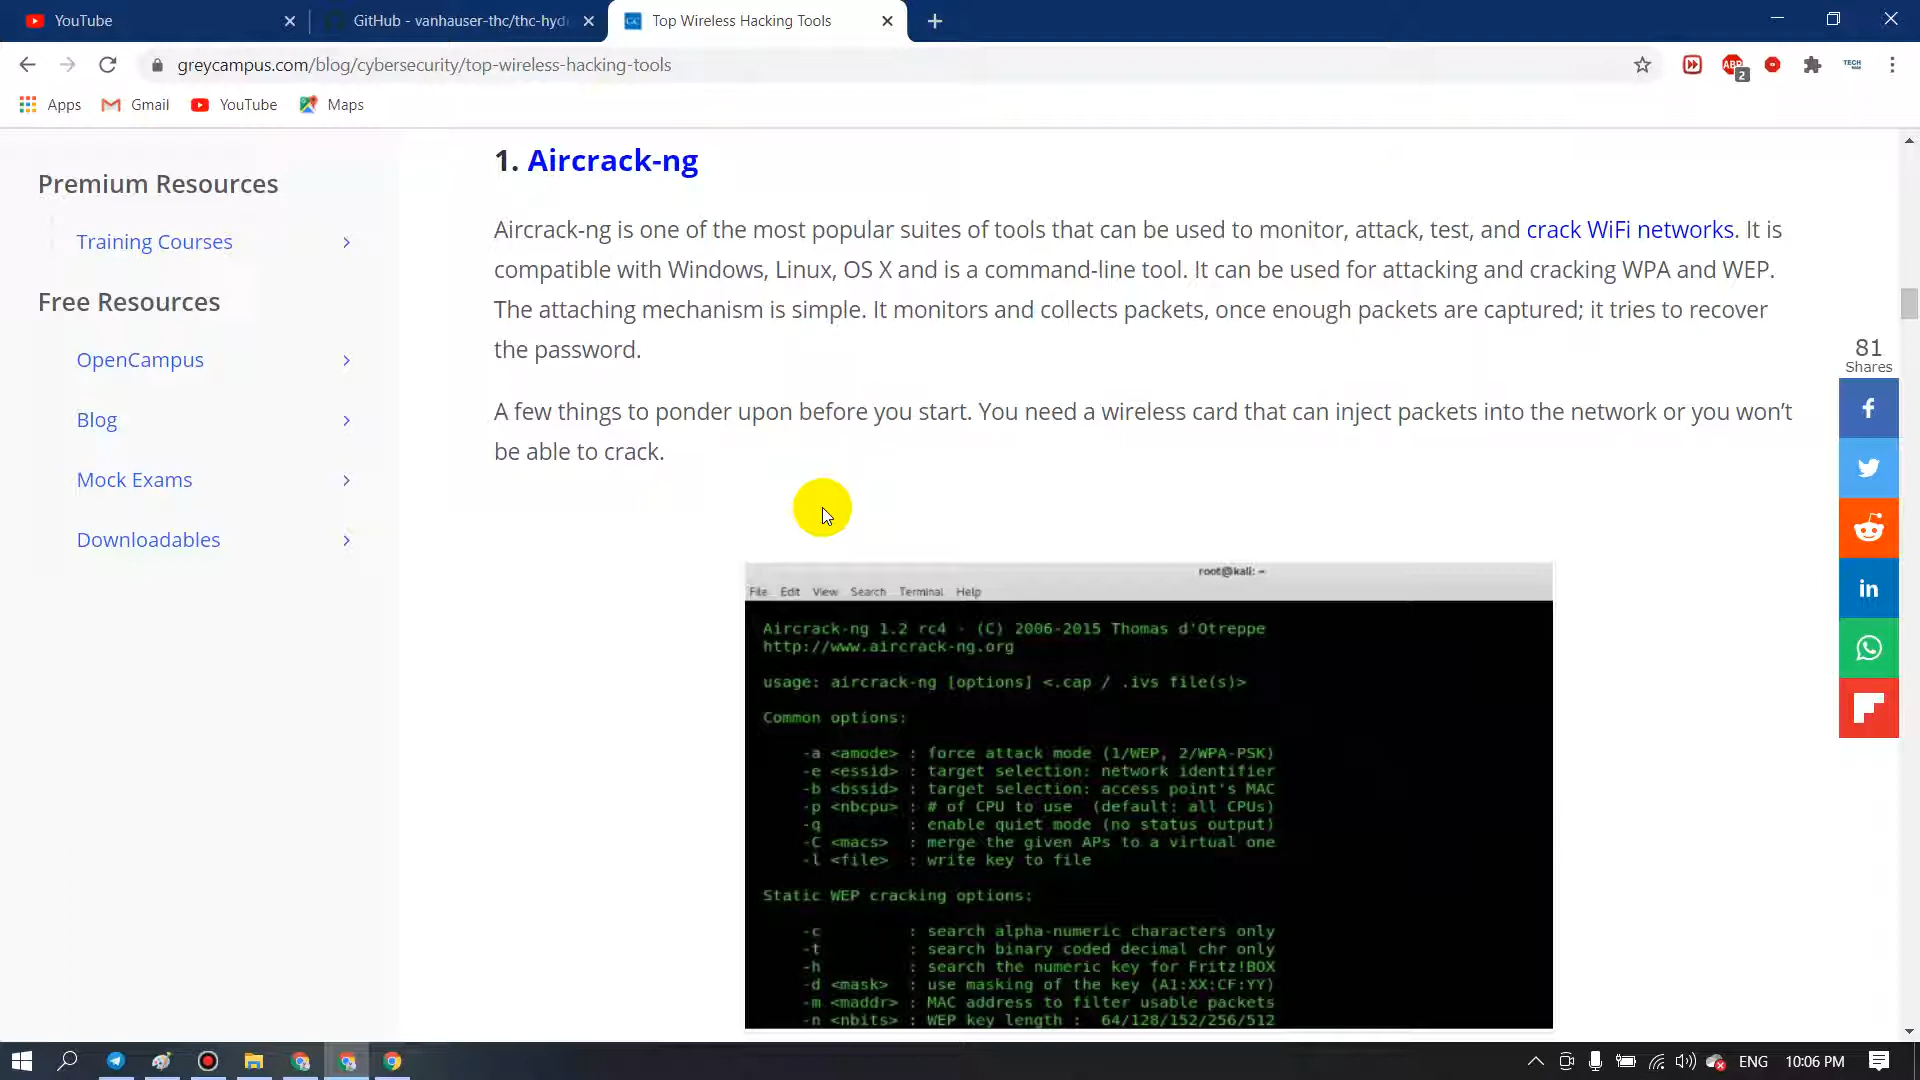 YouTube
GitHub - vanhauser-thc/thc-hydr
Top Wireless Hacking Tools
greycampus.com/blog/cybersecurity/top-wireless-hacking-tools
ABP
2
TECH
Apps
Gmail
YouTube
Maps
Premium Resources
Training Courses
Free Resources
OpenCampus
Blog
Mock Exams
Downloadables
1. Aircrack-ng
Aircrack-ng is one of the most popular suites of tools that can be used to monitor, attack, test, and crack WiFi networks. It is
compatible with Windows, Linux, OS X and is a command-line tool. It can be used for attacking and cracking WPA and WEP.
The attaching mechanism is simple. It monitors and collects packets, once enough packets are captured; it tries to recover
the password.
A few things to ponder upon before you start. You need a wireless card that can inject packets into the network or you won’t
be able to crack.
81
Shares
root@kali: ~
File Edit View Search Terminal Help
Aircrack-ng 1.2 rc4 - (C) 2006-2015 Thomas d'Otreppe
http://www.aircrack-ng.org
usage: aircrack-ng [options] <.cap / .ivs file(s)>
Common options:
-a <amode> : force attack mode (1/WEP, 2/WPA-PSK)
-e <essid> : target selection: network identifier
-b <bssid> : target selection: access point's MAC
-p <nbcpu> : # of CPU to use (default: all CPUs)
-q : enable quiet mode (no status output)
-C <macs> : merge the given APs to a virtual one
-l <file> : write key to file
Static WEP cracking options:
-c : search alpha-numeric characters only
-t : search binary coded decimal chr only
-h : search the numeric key for Fritz!BOX
-d <mask> : use masking of the key (A1:XX:CF:YY)
-m <maddr> : MAC address to filter usable packets
-n <nbits> : WEP key length : 64/128/152/256/512
ENG
10:06 PM